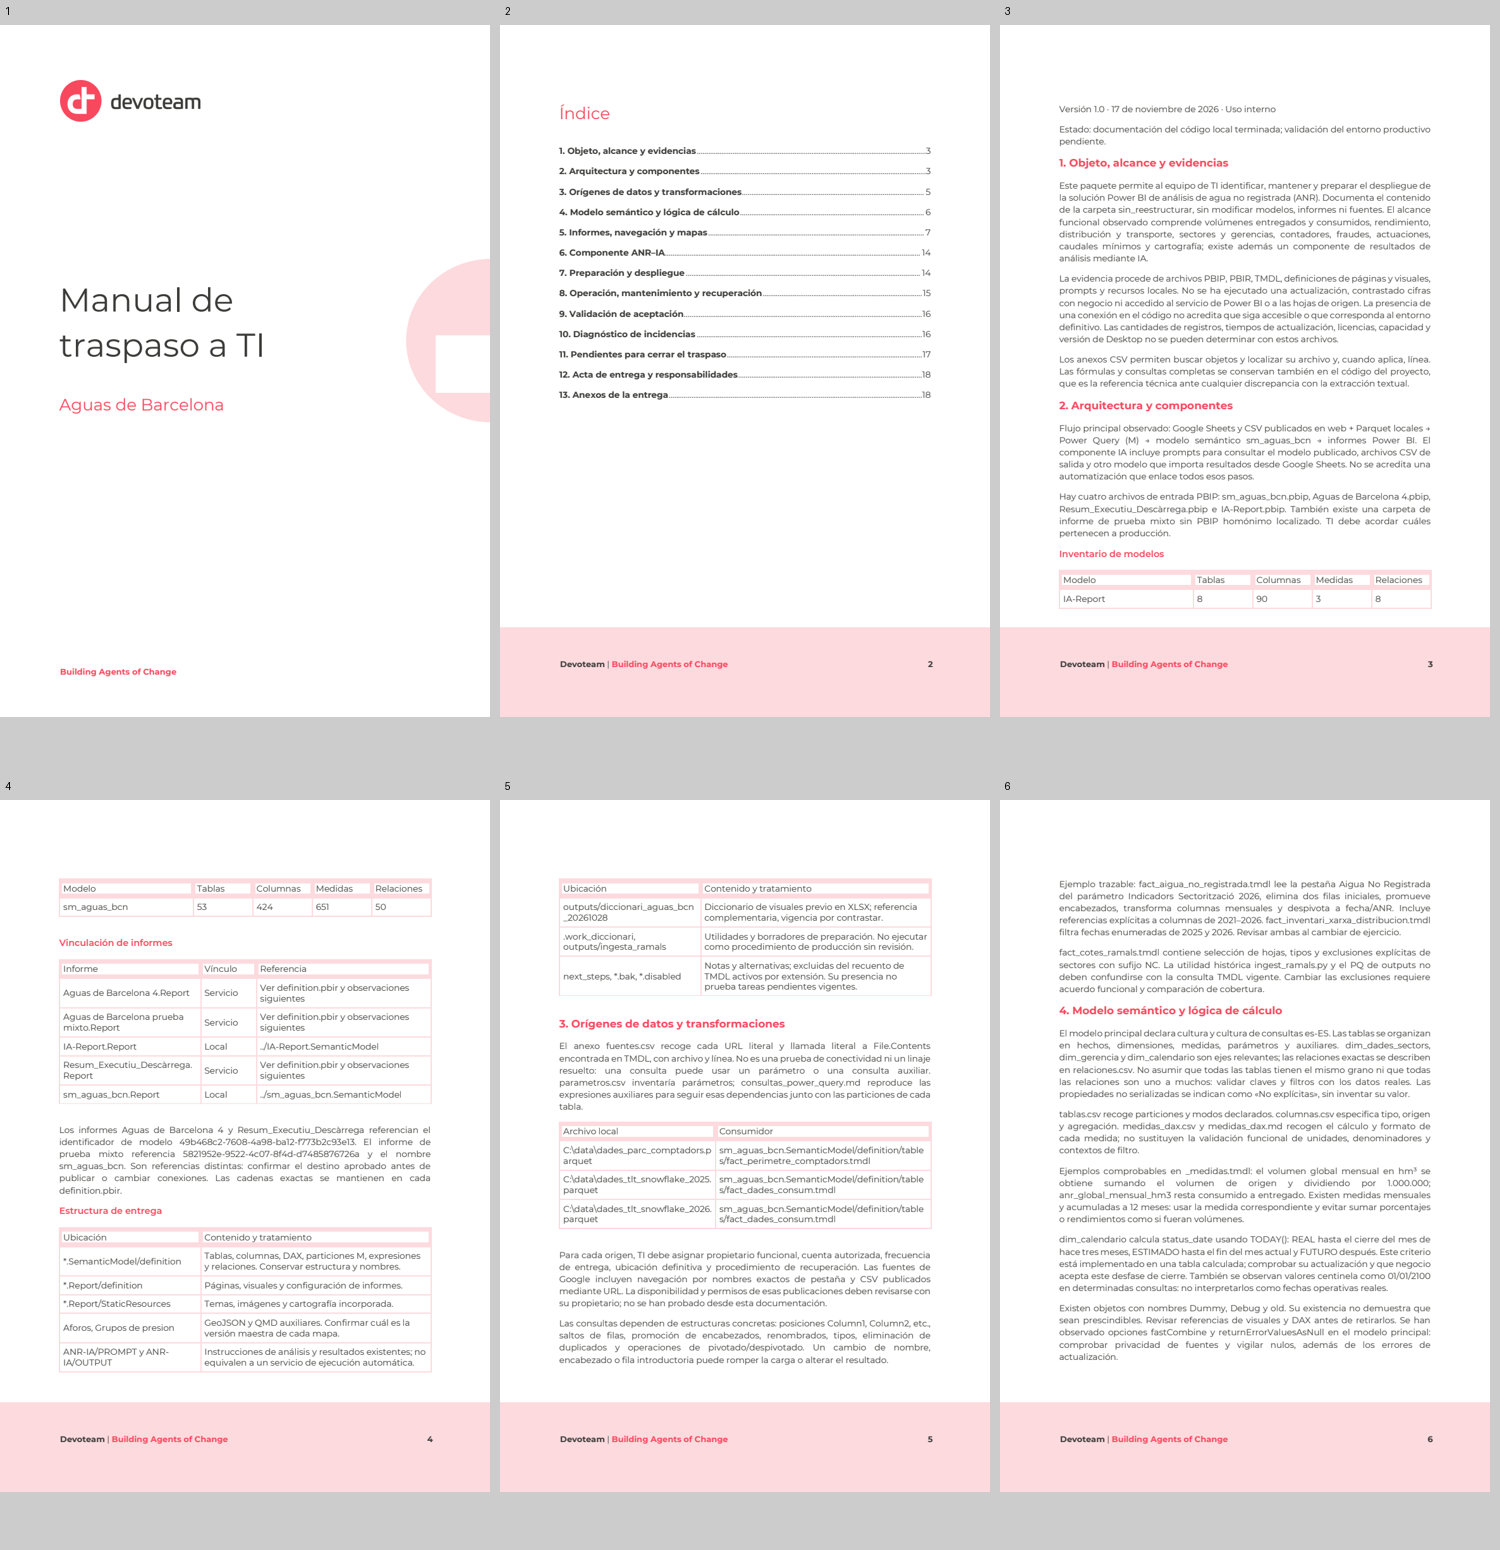 1
devoteam
Manual de
traspaso a TI
Aguas de Barcelona
Building Agents of Change
2
Índice
1. Objeto, alcance y evidencias 3
2. Arquitectura y componentes 3
3. Orígenes de datos y transformaciones 5
4. Modelo semántico y lógica de cálculo 6
5. Informes, navegación y mapas 7
6. Componente ANR–IA 14
7. Preparación y despliegue 14
8. Operación, mantenimiento y recuperación 15
9. Validación de aceptación 16
10. Diagnóstico de incidencias 16
11. Pendientes para cerrar el traspaso 17
12. Acta de entrega y responsabilidades 18
13. Anexos de la entrega 18
Devoteam | Building Agents of Change 2
3
Versión 1.0 · 17 de noviembre de 2026 · Uso interno
Estado: documentación del código local terminada; validación del entorno productivo
pendiente.
1. Objeto, alcance y evidencias
Este paquete permite al equipo de TI identificar, mantener y preparar el despliegue de
la solución Power BI de análisis de agua no registrada (ANR). Documenta el contenido
de la carpeta sin_reestructurar, sin modificar modelos, informes ni fuentes. El alcance
funcional observado comprende volúmenes entregados y consumidos, rendimiento,
distribución y transporte, sectores y gerencias, contadores, fraudes, actuaciones,
caudales mínimos y cartografía; existe además un componente de resultados de
análisis mediante IA.
La evidencia procede de archivos PBIP, PBIR, TMDL, definiciones de páginas y visuales,
prompts y recursos locales. No se ha ejecutado una actualización, contrastado cifras
con negocio ni accedido al servicio de Power BI o a las hojas de origen. La presencia de
una conexión en el código no acredita que siga accesible o que corresponda al entorno
definitivo. Las cantidades de registros, tiempos de actualización, licencias, capacidad y
versión de Desktop no se pueden determinar con estos archivos.
Los anexos CSV permiten buscar objetos y localizar su archivo y, cuando aplica, línea.
Las fórmulas y consultas completas se conservan también en el código del proyecto,
que es la referencia técnica ante cualquier discrepancia con la extracción textual.
2. Arquitectura y componentes
Flujo principal observado: Google Sheets y CSV publicados en web + Parquet locales →
Power Query (M) → modelo semántico sm_aguas_bcn → informes Power BI. El
componente IA incluye prompts para consultar el modelo publicado, archivos CSV de
salida y otro modelo que importa resultados desde Google Sheets. No se acredita una
automatización que enlace todos esos pasos.
Hay cuatro archivos de entrada PBIP: sm_aguas_bcn.pbip, Aguas de Barcelona 4.pbip,
Resum_Executiu_Descàrrega.pbip e IA-Report.pbip. También existe una carpeta de
informe de prueba mixto sin PBIP homónimo localizado. TI debe acordar cuáles
pertenecen a producción.
Inventario de modelos
Modelo Tablas Columnas Medidas Relaciones
IA-Report 8 90 3 8
Devoteam | Building Agents of Change 3
4
Modelo Tablas Columnas Medidas Relaciones
sm_aguas_bcn 53 424 651 50
Vinculación de informes
Informe Vínculo Referencia
Aguas de Barcelona 4.Report Servicio Ver definition.pbir y observaciones
siguientes
Aguas de Barcelona prueba
mixto.Report Servicio Ver definition.pbir y observaciones
siguientes
IA-Report.Report Local ../IA-Report.SemanticModel
Resum_Executiu_Descàrrega.
Report Servicio Ver definition.pbir y observaciones
siguientes
sm_aguas_bcn.Report Local ../sm_aguas_bcn.SemanticModel
Los informes Aguas de Barcelona 4 y Resum_Executiu_Descàrrega referencian el
identificador de modelo 49b468c2-7608-4a98-ba12-f773b2c93e13. El informe de
prueba mixto referencia 5821952e-9522-4c07-8f4d-d7485876726a y el nombre
sm_aguas_bcn. Son referencias distintas: confirmar el destino aprobado antes de
publicar o cambiar conexiones. Las cadenas exactas se mantienen en cada
definition.pbir.
Estructura de entrega
Ubicación Contenido y tratamiento
*.SemanticModel/definition Tablas, columnas, DAX, particiones M, expresiones
y relaciones. Conservar estructura y nombres.
*.Report/definition Páginas, visuales y configuración de informes.
*.Report/StaticResources Temas, imágenes y cartografía incorporada.
Aforos, Grupos de presion GeoJSON y QMD auxiliares. Confirmar cuál es la
versión maestra de cada mapa.
ANR-IA/PROMPT y ANR-
IA/OUTPUT Instrucciones de análisis y resultados existentes; no
equivalen a un servicio de ejecución automática.
Devoteam | Building Agents of Change 4
5
Ubicación Contenido y tratamiento
outputs/diccionari_aguas_bcn
_20261028 Diccionario de visuales previo en XLSX; referencia
complementaria, vigencia por contrastar.
.work_diccionari,
outputs/ingesta_ramals Utilidades y borradores de preparación. No ejecutar
como procedimiento de producción sin revisión.
next_steps, *.bak, *.disabled Notas y alternativas; excluidas del recuento de
TMDL activos por extensión. Su presencia no
prueba tareas pendientes vigentes.
3. Orígenes de datos y transformaciones
El anexo fuentes.csv recoge cada URL literal y llamada literal a File.Contents
encontrada en TMDL, con archivo y línea. No es una prueba de conectividad ni un linaje
resuelto: una consulta puede usar un parámetro o una consulta auxiliar.
parametros.csv inventaría parámetros; consultas_power_query.md reproduce las
expresiones auxiliares para seguir esas dependencias junto con las particiones de cada
tabla.
Archivo local Consumidor
C:\data\dades_parc_comptadors.p
arquet sm_aguas_bcn.SemanticModel/definition/table
s/fact_perimetre_comptadors.tmdl
C:\data\dades_tlt_snowflake_2025.
parquet sm_aguas_bcn.SemanticModel/definition/table
s/fact_dades_consum.tmdl
C:\data\dades_tlt_snowflake_2026.
parquet sm_aguas_bcn.SemanticModel/definition/table
s/fact_dades_consum.tmdl
Para cada origen, TI debe asignar propietario funcional, cuenta autorizada, frecuencia
de entrega, ubicación definitiva y procedimiento de recuperación. Las fuentes de
Google incluyen navegación por nombres exactos de pestaña y CSV publicados
mediante URL. La disponibilidad y permisos de esas publicaciones deben revisarse con
su propietario; no se han probado desde esta documentación.
Las consultas dependen de estructuras concretas: posiciones Column1, Column2, etc.,
saltos de filas, promoción de encabezados, renombrados, tipos, eliminación de
duplicados y operaciones de pivotado/despivotado. Un cambio de nombre,
encabezado o fila introductoria puede romper la carga o alterar el resultado.
Devoteam | Building Agents of Change 5
6
Ejemplo trazable: fact_aigua_no_registrada.tmdl lee la pestaña Aigua No Registrada
del parámetro Indicadors Sectorització 2026, elimina dos filas iniciales, promueve
encabezados, transforma columnas mensuales y despivota a fecha/ANR. Incluye
referencias explícitas a columnas de 2021–2026. fact_inventari_xarxa_distribucion.tmdl
filtra fechas enumeradas de 2025 y 2026. Revisar ambas al cambiar de ejercicio.
fact_cotes_ramals.tmdl contiene selección de hojas, tipos y exclusiones explícitas de
sectores con sufijo NC. La utilidad histórica ingest_ramals.py y el PQ de outputs no
deben confundirse con la consulta TMDL vigente. Cambiar las exclusiones requiere
acuerdo funcional y comparación de cobertura.
4. Modelo semántico y lógica de cálculo
El modelo principal declara cultura y cultura de consultas es-ES. Las tablas se organizan
en hechos, dimensiones, medidas, parámetros y auxiliares. dim_dades_sectors,
dim_gerencia y dim_calendario son ejes relevantes; las relaciones exactas se describen
en relaciones.csv. No asumir que todas las tablas tienen el mismo grano ni que todas
las relaciones son uno a muchos: validar claves y filtros con los datos reales. Las
propiedades no serializadas se indican como «No explícitas», sin inventar su valor.
tablas.csv recoge particiones y modos declarados. columnas.csv especifica tipo, origen
y agregación. medidas_dax.csv y medidas_dax.md recogen el cálculo y formato de
cada medida; no sustituyen la validación funcional de unidades, denominadores y
contextos de filtro.
Ejemplos comprobables en _medidas.tmdl: el volumen global mensual en hm³ se
obtiene sumando el volumen de origen y dividiendo por 1.000.000;
anr_global_mensual_hm3 resta consumido a entregado. Existen medidas mensuales
y acumuladas a 12 meses: usar la medida correspondiente y evitar sumar porcentajes
o rendimientos como si fueran volúmenes.
dim_calendario calcula status_date usando TODAY(): REAL hasta el cierre del mes de
hace tres meses, ESTIMADO hasta el fin del mes actual y FUTURO después. Este criterio
está implementado en una tabla calculada; comprobar su actualización y que negocio
acepta este desfase de cierre. También se observan valores centinela como 01/01/2100
en determinadas consultas: no interpretarlos como fechas operativas reales.
Existen objetos con nombres Dummy, Debug y old. Su existencia no demuestra que
sean prescindibles. Revisar referencias de visuales y DAX antes de retirarlos. Se han
observado opciones fastCombine y returnErrorValuesAsNull en el modelo principal:
comprobar privacidad de fuentes y vigilar nulos, además de los errores de
actualización.
Devoteam | Building Agents of Change 6